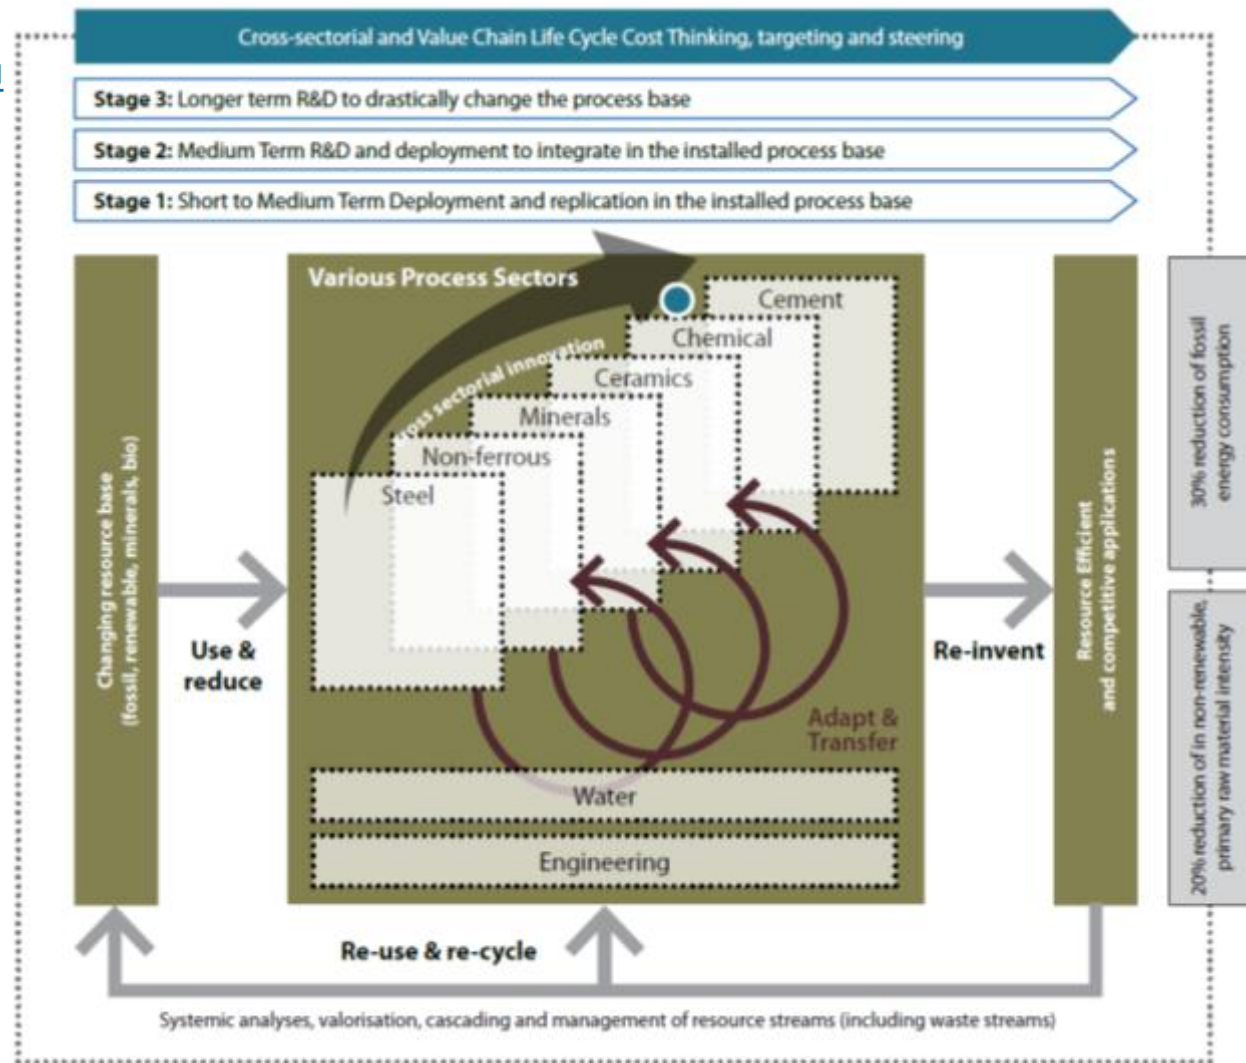 Cross-sectorial and Value Chain Life Cycle Cost Thinking, targeting and steering
Stage 3: Longer term R&D to drastically change the process base
Stage 2: Medium Term R&D and deployment to integrate in the installed process base
Stage 1: Short to Medium Term Deployment and replication in the installed process base
Changing resource base
(fossil, renewable, minerals, bio)
Use &
reduce
Various Process Sectors
sectorial innovation
Cement
Chemical
Ceramics
Minerals
Non-ferrous
Steel
Adapt &
Transfer
Water
Engineering
Re-invent
Resource Efficient
and competitive applications
30% reduction of fossil
energy consumption
20% reduction of in non-renewable,
primary raw material intensity
Re-use & re-cycle
Systemic analyses, valorisation, cascading and management of resource streams (including waste streams)